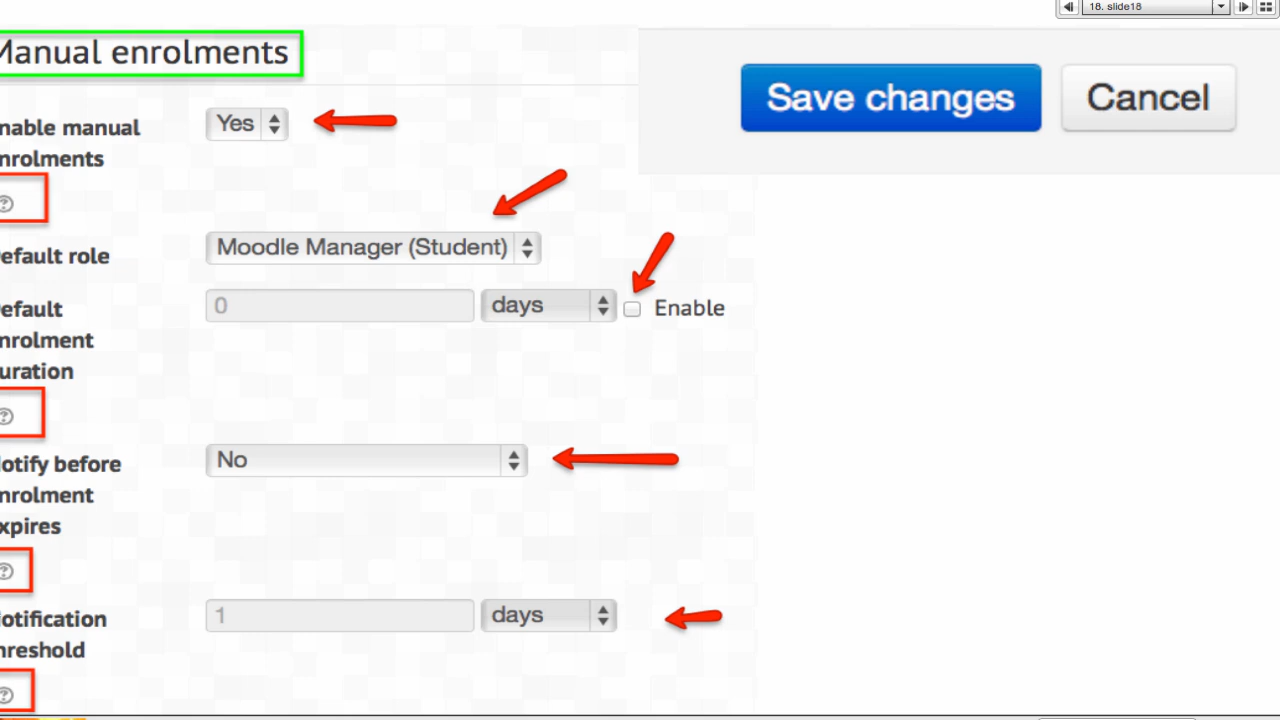 18. slide18
Manual enrolments
Save changes Cancel
nable manual Yes
nrolments
efault role Moodle Manager (Student)
efault 0 days Enable
nrolment
uration
otify before No
nrolment
xpires
otification 1 days
hreshold